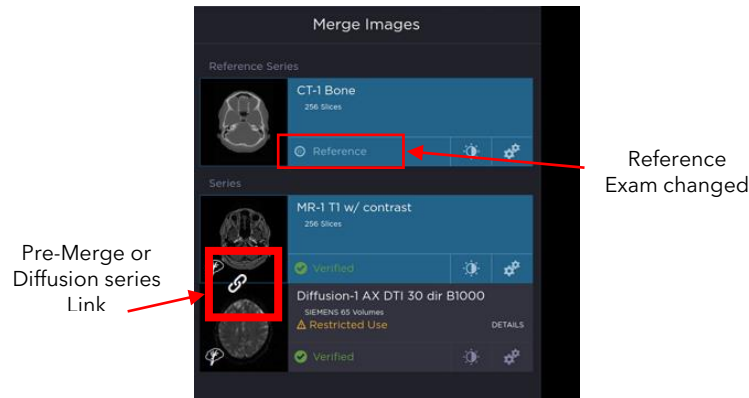 Merge Images
Reference Series
CT-1 Bone
256 Slices
Reference
Reference
Exam changed
Series
MR-1 T1 w/ contrast
256 Slices
Verified
Pre-Merge or
Diffusion series
Link
Diffusion-1 AX DTI 30 dir B1000
SIEMENS 65 Volumes
Restricted Use
DETAILS
Verified